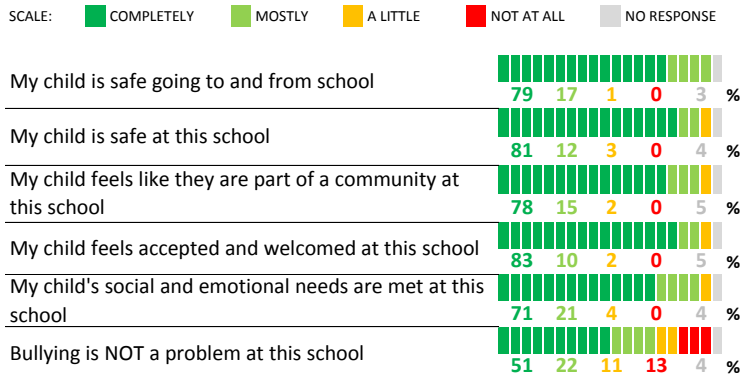 SCALE: COMPLETELY MOSTLY A LITTLE NOT AT ALL NO RESPONSE
My child is safe going to and from school
79 17 1 0 3 %
My child is safe at this school
81 12 3 0 4 %
My child feels like they are part of a community at
this school
78 15 2 0 5 %
My child feels accepted and welcomed at this school
83 10 2 0 5 %
My child's social and emotional needs are met at this
school
71 21 4 0 4 %
Bullying is NOT a problem at this school
51 22 11 13 4 %